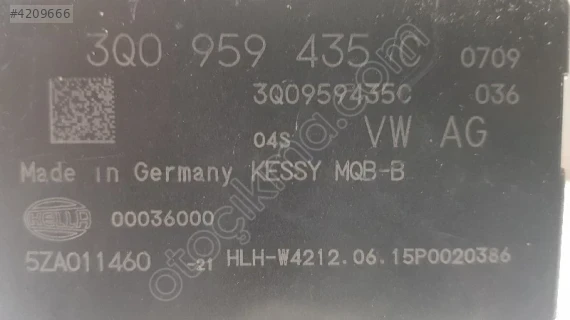 #4209666
3Q0 959 435 C 0709
3Q0959435C 036
04S VW AG
Made in Germany KESSY MQB-B
HELLA 00036000
5ZA011460 -21 HLH-W4212.06.15P0020386
otoçıkma.com